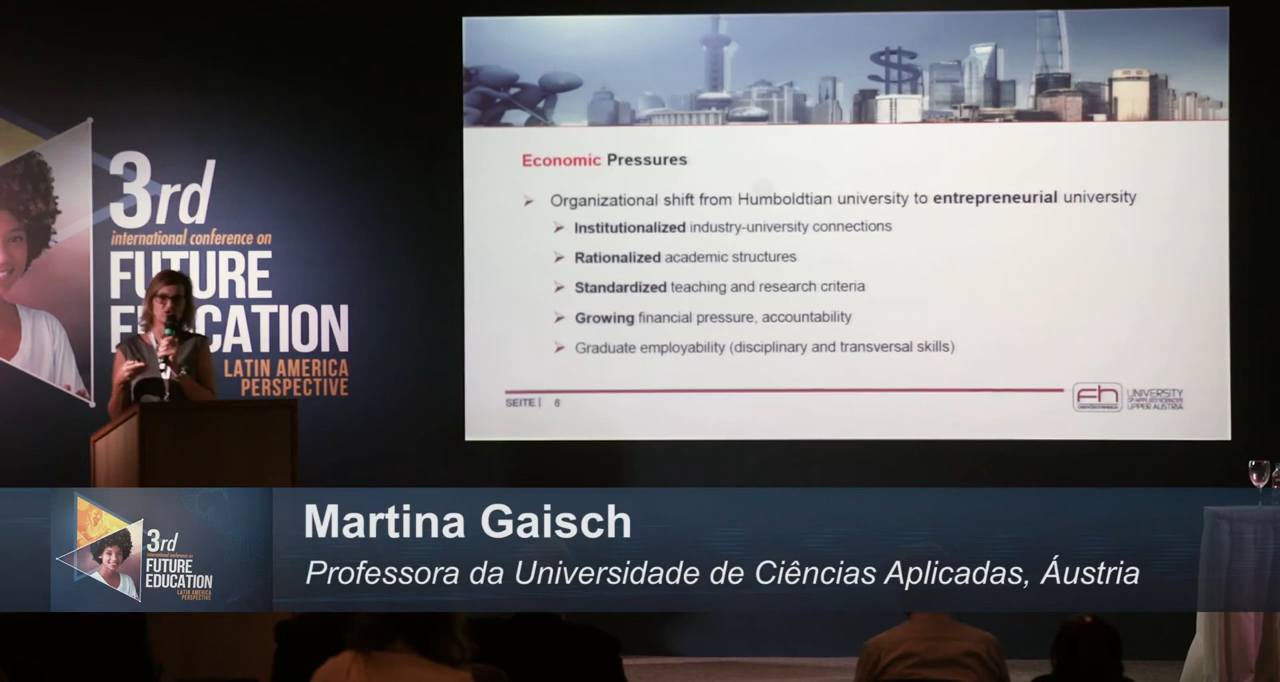 3rd
international conference on
FUTURE
EDUCATION
LATIN AMERICA
PERSPECTIVE
Economic Pressures
Organizational shift from Humboldtian university to entrepreneurial university
Institutionalized industry-university connections
Rationalized academic structures
Standardized teaching and research criteria
Growing financial pressure, accountability
Graduate employability (disciplinary and transversal skills)
SEITE | 6
fh
UNIVERSITY
OF APPLIED SCIENCES
UPPER AUSTRIA
Martina Gaisch
Professora da Universidade de Ciências Aplicadas, Áustria
3rd
international conference on
FUTURE
EDUCATION
LATIN AMERICA
PERSPECTIVE